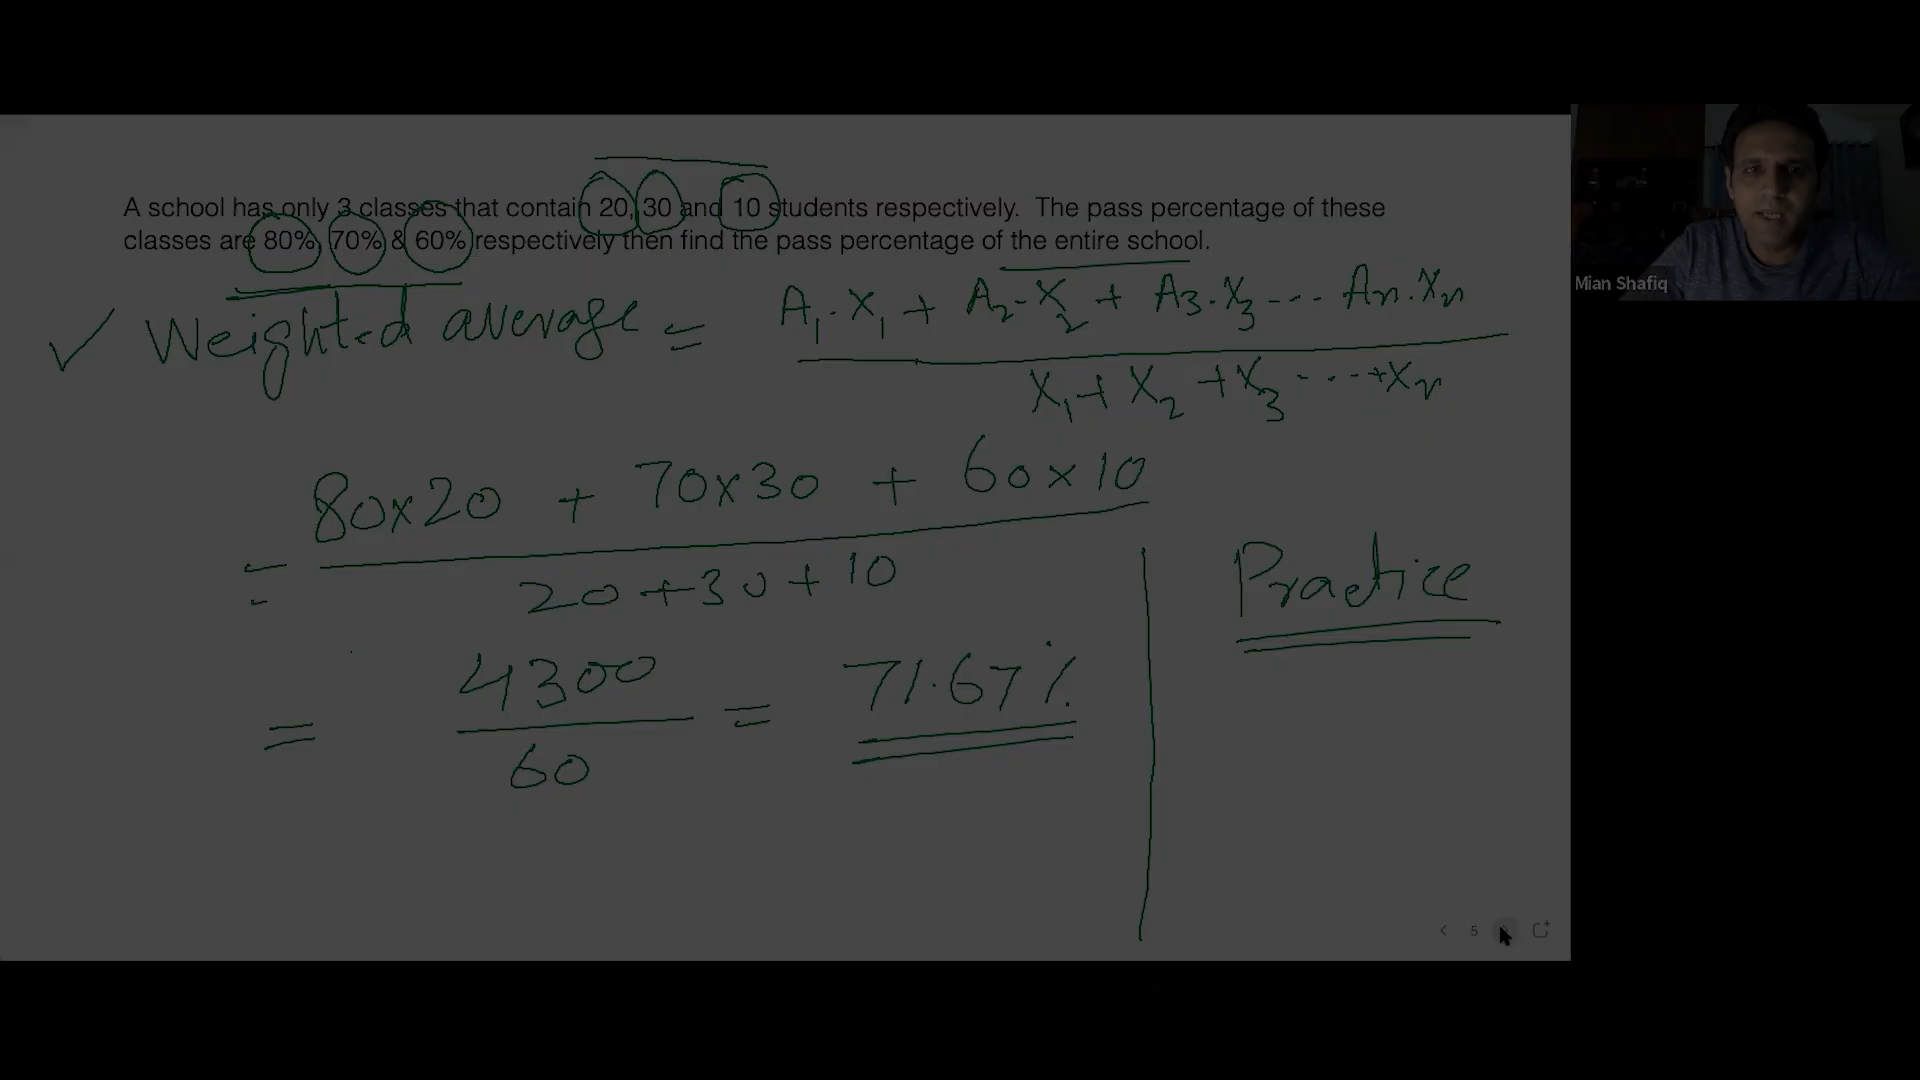 A school has only 3 classes that contain 20, 30 and 10 students respectively. The pass percentage of these
classes are 80%, 70% & 60% respectively then find the pass percentage of the entire school.
Mian Shafiq
Weighted average = A₁.X₁ + A₂.X₂ + A₃.X₃ --- Aₙ.Xₙ
X₁ + X₂ + X₃ ---- +Xₙ
= 80x20 + 70x30 + 60x10
20 + 30 + 10
Practice
= 4300 = 71.67%
60
5